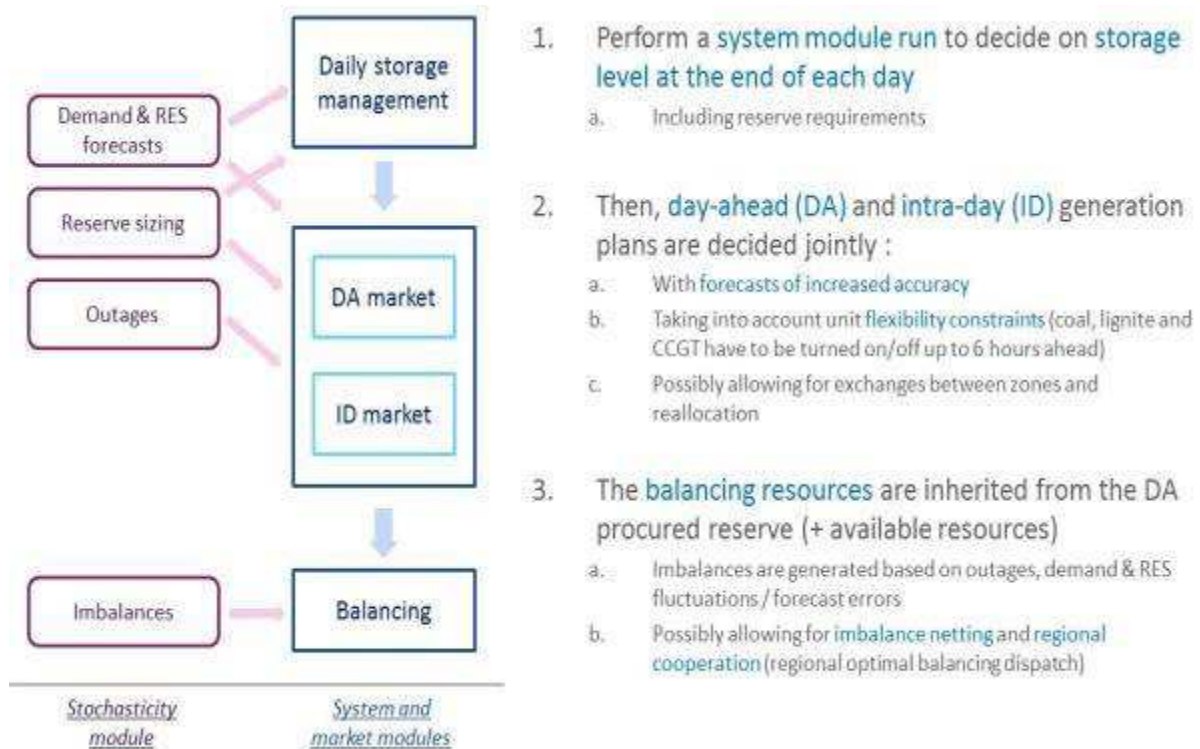 Daily storage
management
Demand & RES
forecasts
Reserve sizing
Outages
DA market
ID market
Imbalances
Balancing
Stochasticity
module
System and
market modules
1. Perform a system module run to decide on storage
level at the end of each day
a. Including reserve requirements
2. Then, day-ahead (DA) and intra-day (ID) generation
plans are decided jointly :
a. With forecasts of increased accuracy
b. Taking into account unit flexibility constraints (coal, lignite and
CCGT have to be turned on/off up to 6 hours ahead)
c. Possibly allowing for exchanges between zones and
reallocation
3. The balancing resources are inherited from the DA
procured reserve (+ available resources)
a. Imbalances are generated based on outages, demand & RES
fluctuations / forecast errors
b. Possibly allowing for imbalance netting and regional
cooperation (regional optimal balancing dispatch)